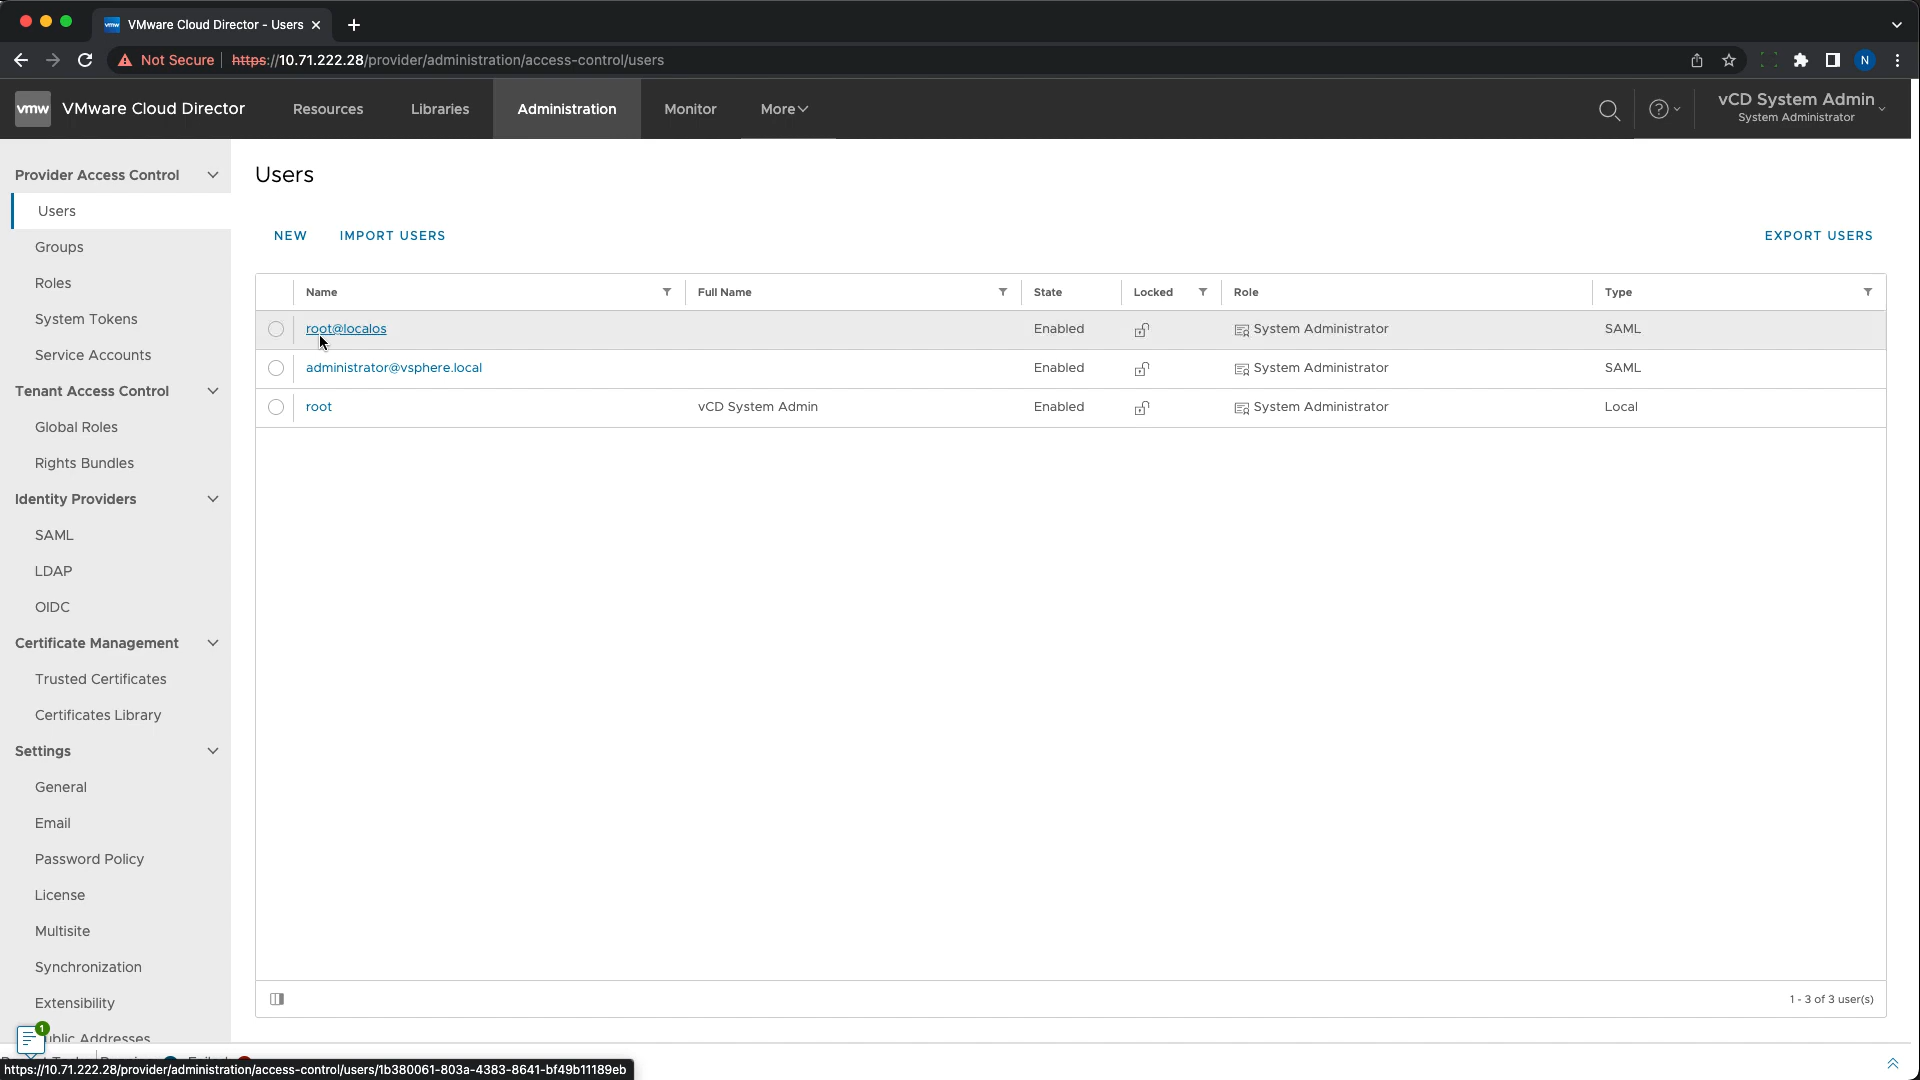 VMware Cloud Director - Users
Not Secure https://10.71.222.28/provider/administration/access-control/users
N
vmw VMware Cloud Director Resources Libraries Administration Monitor More
vCD System Admin
System Administrator
Provider Access Control
Users
Groups
Roles
System Tokens
Service Accounts
Tenant Access Control
Global Roles
Rights Bundles
Identity Providers
SAML
LDAP
OIDC
Certificate Management
Trusted Certificates
Certificates Library
Settings
General
Email
Password Policy
License
Multisite
Synchronization
Extensibility
Addresses
1
Users
NEW IMPORT USERS EXPORT USERS
Name Full Name State Locked Role Type
root@localos Enabled System Administrator SAML
administrator@vsphere.local Enabled System Administrator SAML
root vCD System Admin Enabled System Administrator Local
1 - 3 of 3 user(s)
https://10.71.222.28/provider/administration/access-control/users/1b380061-803a-4383-8641-bf49b11189eb